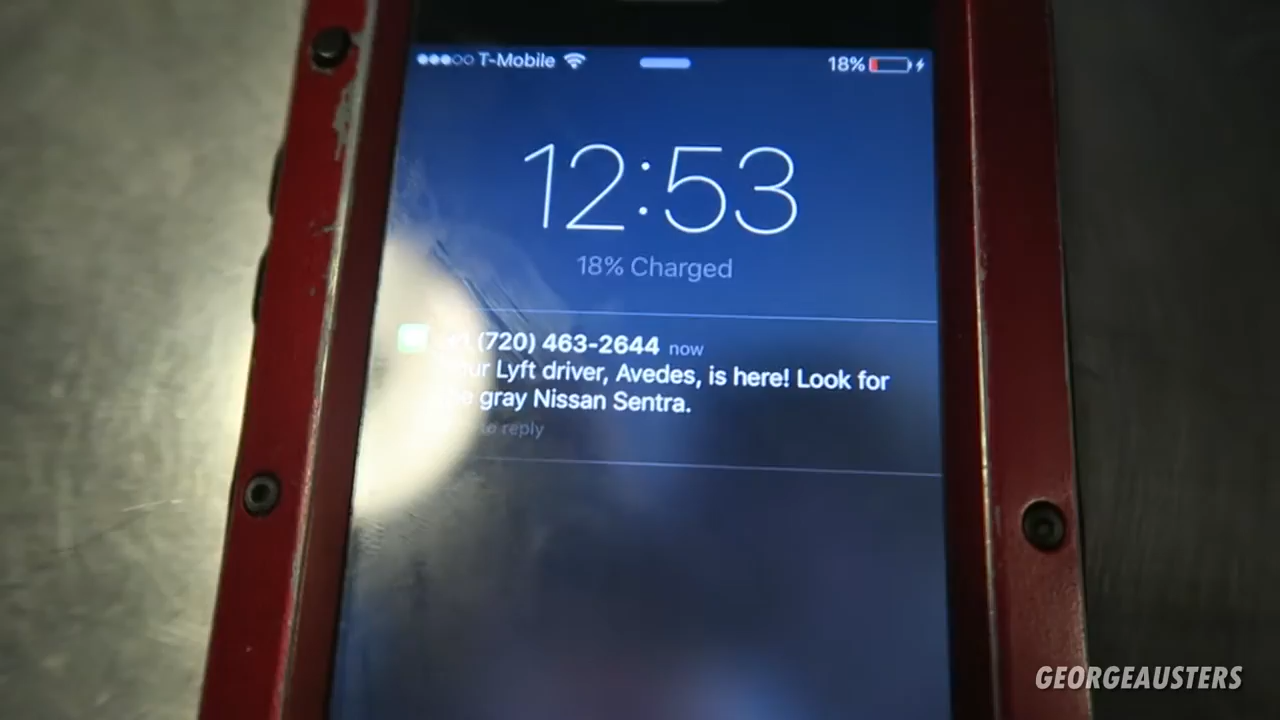 T-Mobile 18%
12:53
18% Charged
(720) 463-2644 now
Lyft driver, Avedes, is here! Look for
gray Nissan Sentra.
to reply
GEORGEAUSTERS